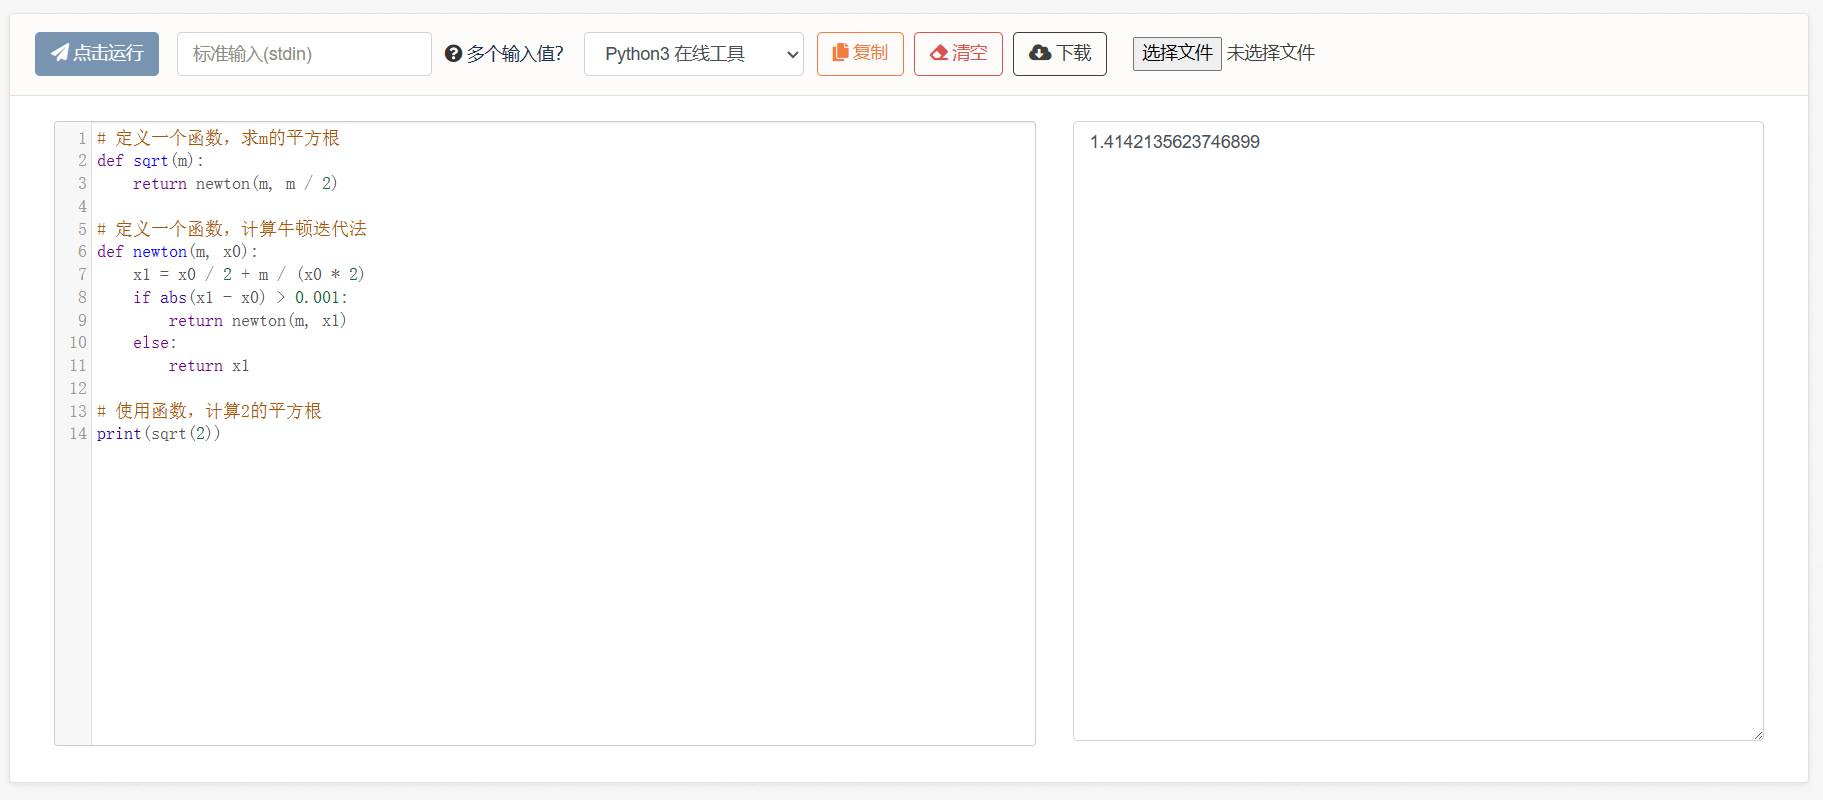 点击运行 标准输入(stdin) 多个输入值? Python3 在线工具 复制 清空 下载 选择文件 未选择文件
1 # 定义一个函数，求m的平方根
2 def sqrt(m):
3     return newton(m, m / 2)
4
5 # 定义一个函数，计算牛顿迭代法
6 def newton(m, x0):
7     x1 = x0 / 2 + m / (x0 * 2)
8     if abs(x1 - x0) > 0.001:
9         return newton(m, x1)
10     else:
11         return x1
12
13 # 使用函数，计算2的平方根
14 print(sqrt(2))
1.4142135623746899